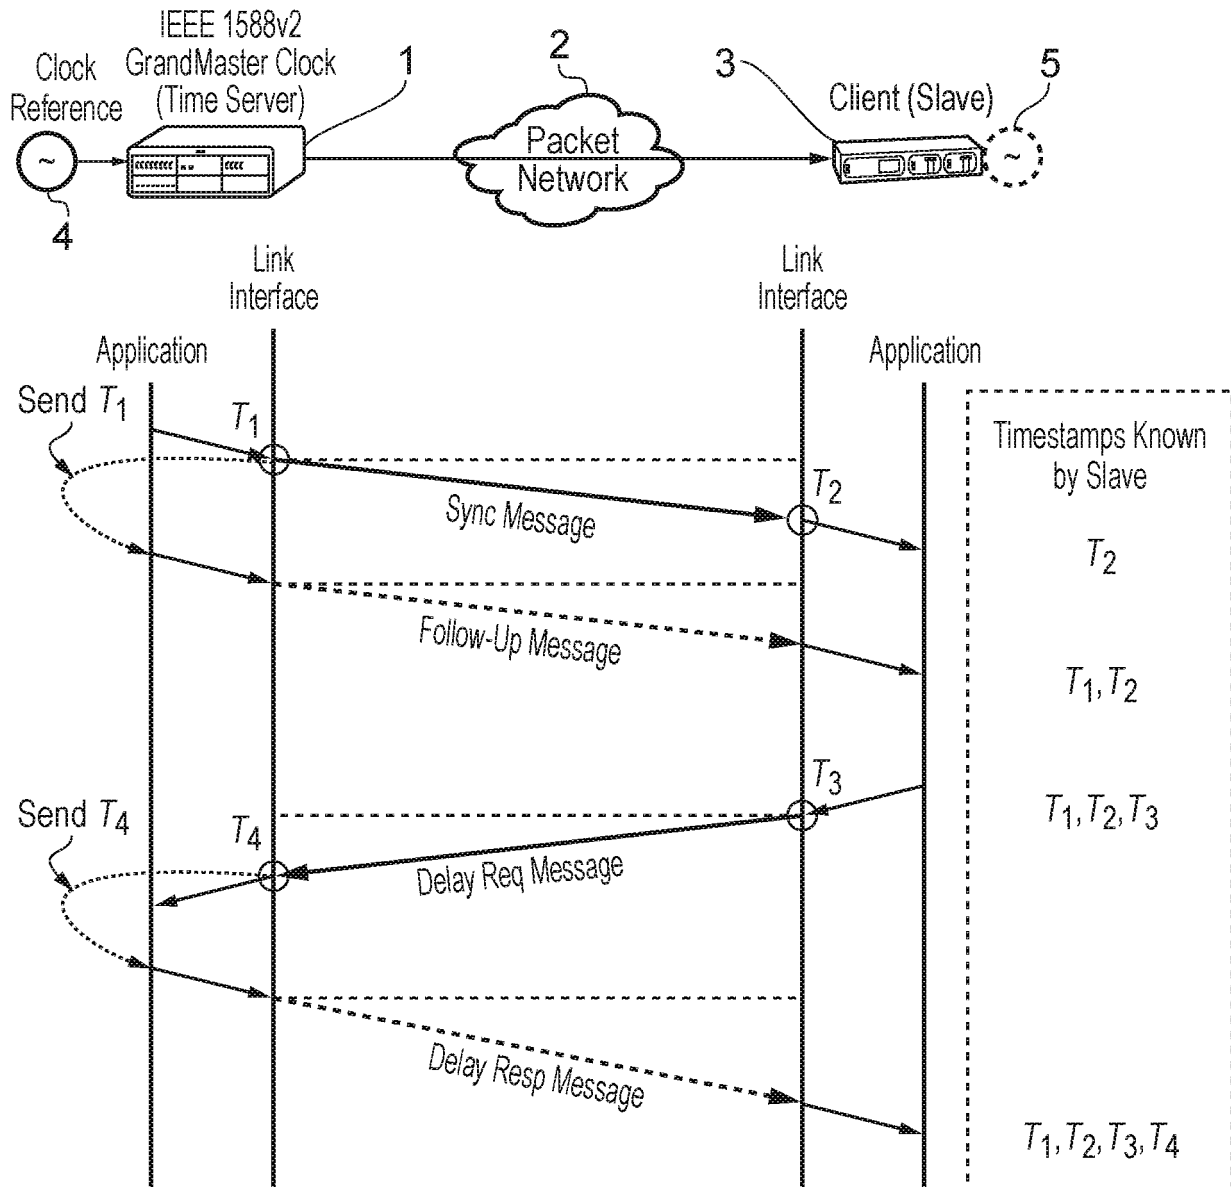 IEEE 1588v2
GrandMaster Clock
(Time Server)
Clock
Reference
1
2
3
Client (Slave)
5
Packet
Network
4
Link
Interface
Link
Interface
Application
Application
Send T1
T1
Timestamps Known
by Slave
Sync Message
T2
T2
Follow-Up Message
T1, T2
T3
T1, T2, T3
Send T4
T4
Delay Req Message
Delay Resp Message
T1, T2, T3, T4